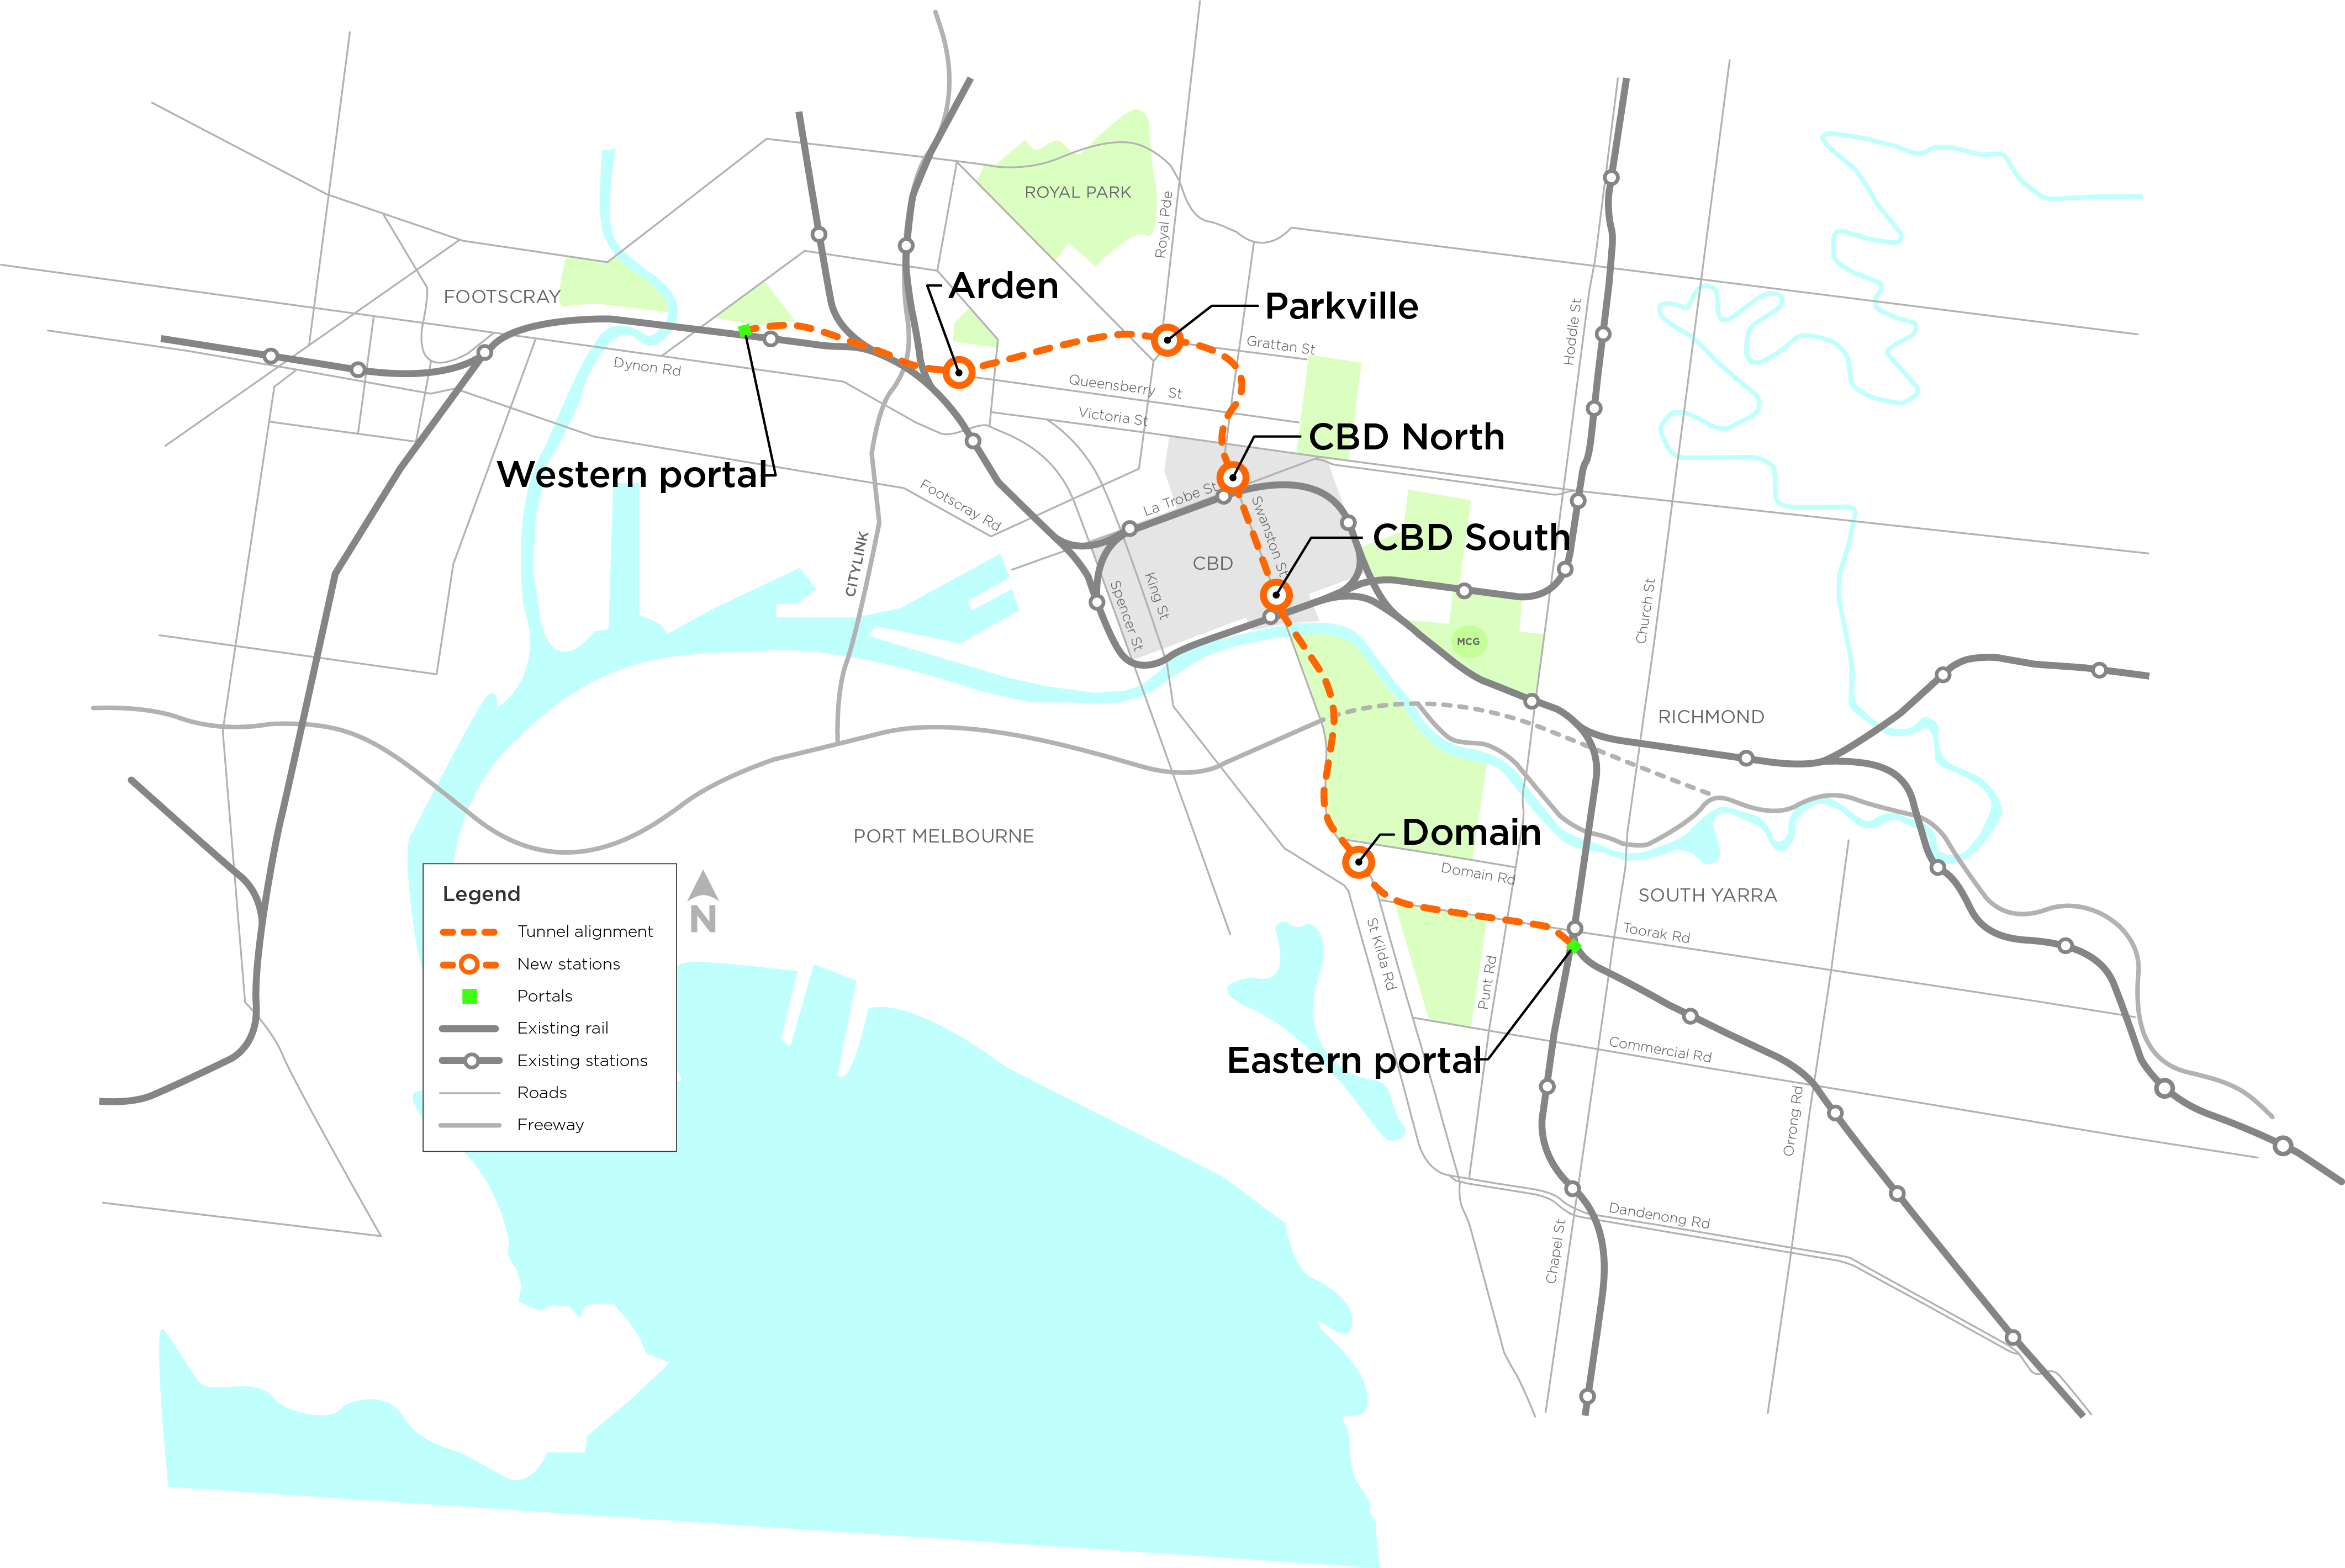 ROYAL PARK
Royal Pde
Arden
FOOTSCRAY
Parkville
Hoddle St
Grattan St
Dynon Rd
Queensberry St
Victoria St
CBD North
Western portal
La Trobe St
Footscray Rd
Swanston St
CBD South
CITYLINK
CBD
King St
Spencer St
Church St
MCG
RICHMOND
PORT MELBOURNE
Domain
Domain Rd
SOUTH YARRA
Legend
Tunnel alignment
New stations
Portals
Existing rail
Existing stations
Roads
Freeway
N
St Kilda Rd
Toorak Rd
Punt Rd
Eastern portal
Commercial Rd
Orrong Rd
Dandenong Rd
Chapel St